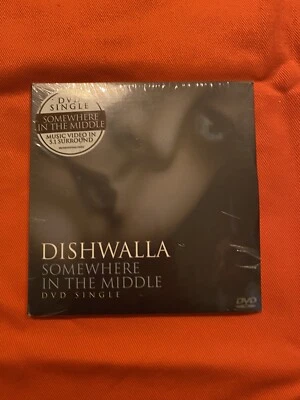 DVD
SINGLE
SOMEWHERE
IN THE MIDDLE
MUSIC VIDEO IN
5.1 SURROUND
DISHWALLA
SOMEWHERE
IN THE MIDDLE
DVD SINGLE
DVD